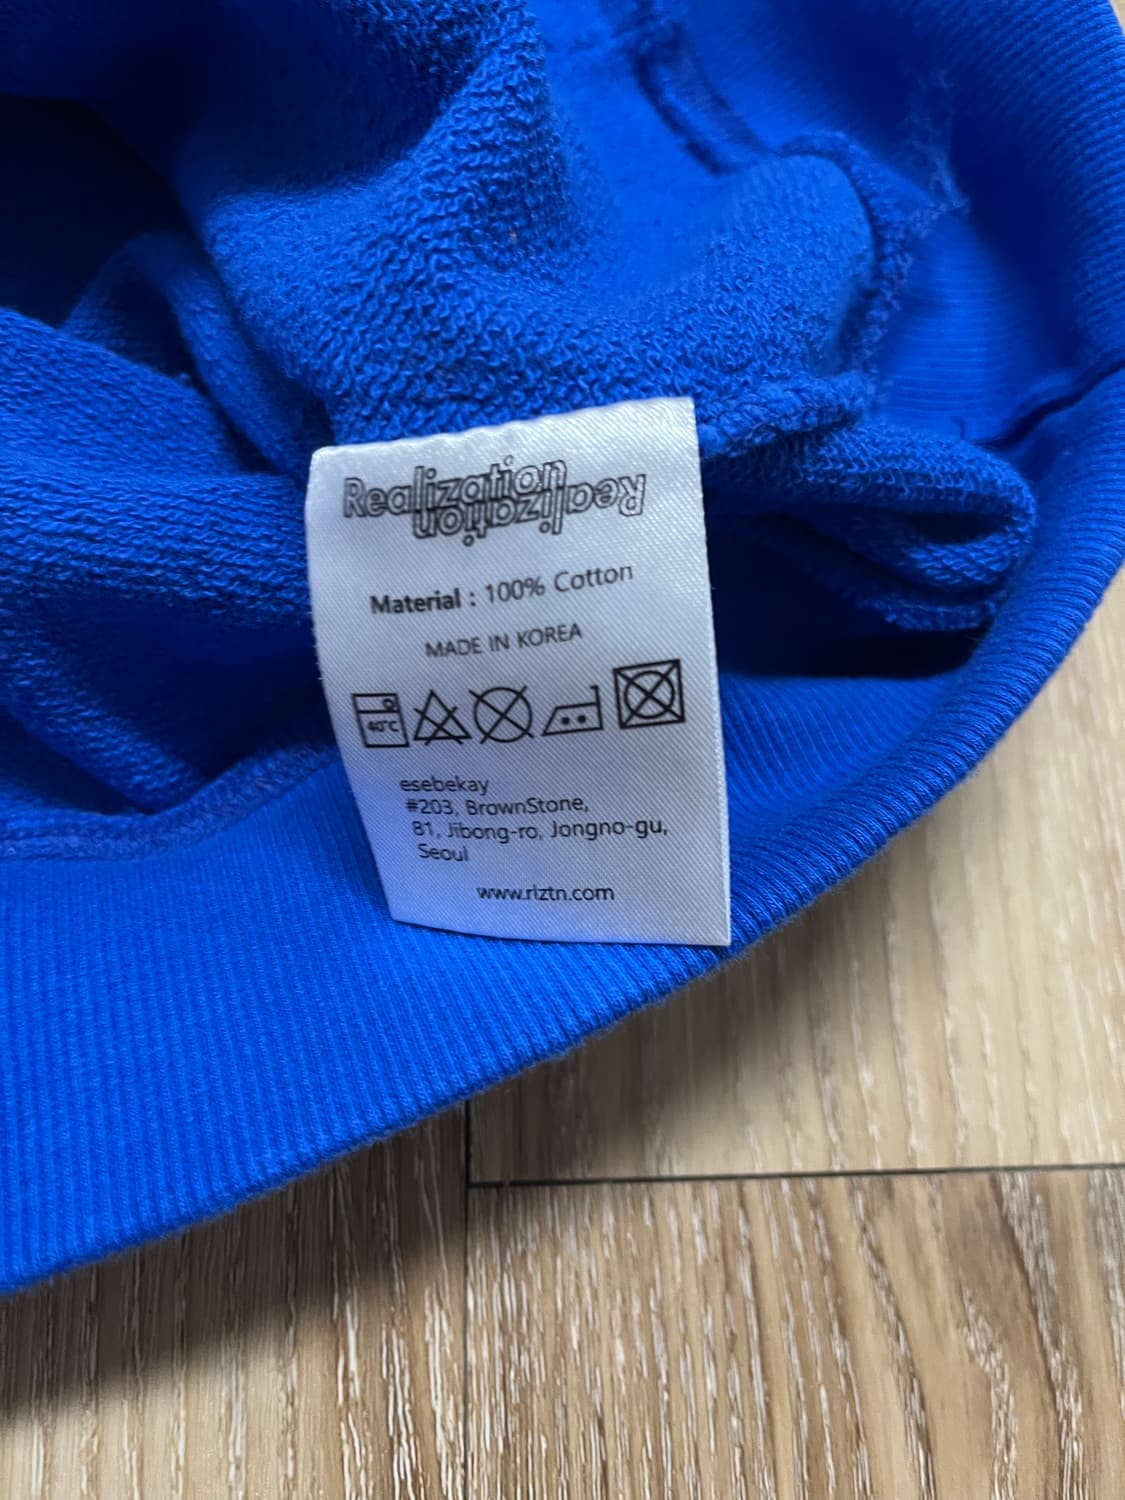 Realization
Realization
Material : 100% Cotton
MADE IN KOREA
40°C
esebekay
#203, BrownStone,
81, Jibong-ro, Jongno-gu,
Seoul
www.rlztn.com